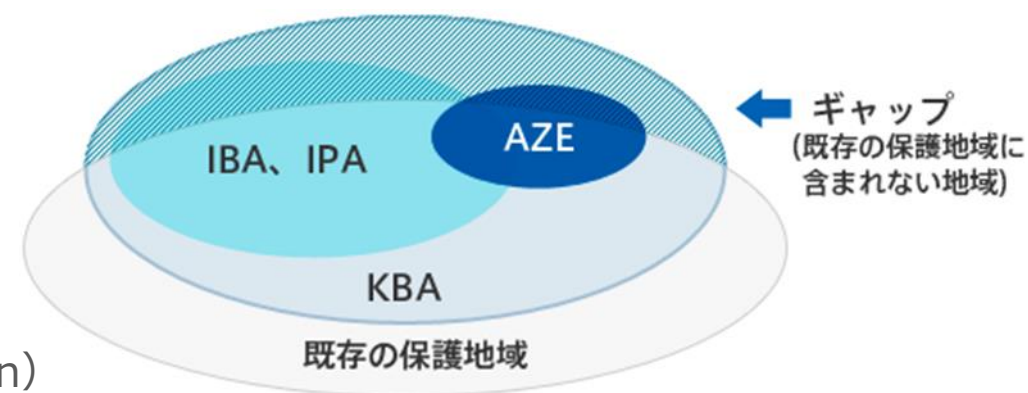 AZE
IBA、IPA
ギャップ
(既存の保護地域に
含まれない地域)
KBA
既存の保護地域
n)